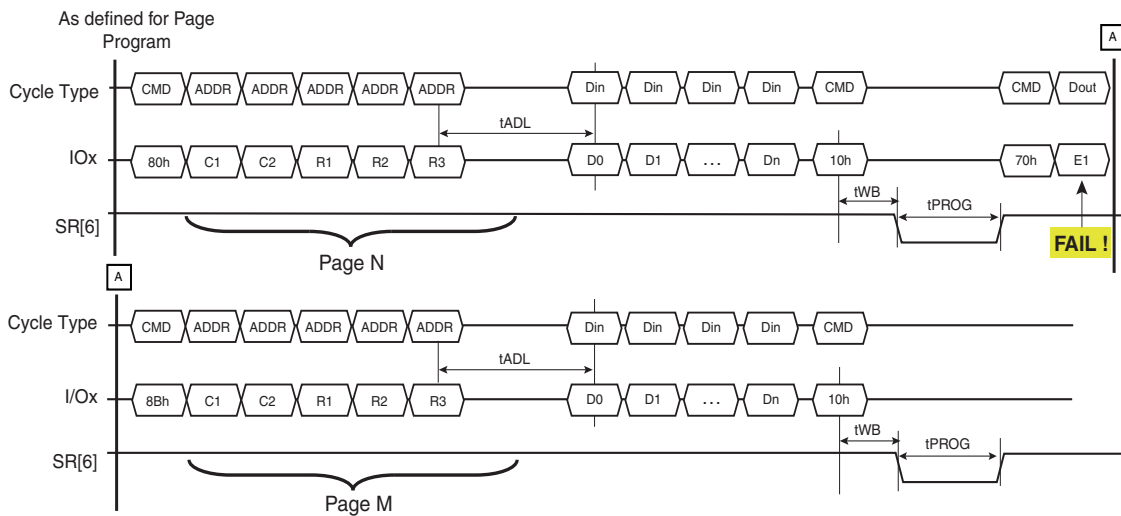 As defined for Page
Program
A
Cycle Type CMD ADDR ADDR ADDR ADDR ADDR Din Din Din Din CMD CMD Dout
tADL
IOx 80h C1 C2 R1 R2 R3 D0 D1 ... Dn 10h 70h E1
tWB tPROG
SR[6]
FAIL !
Page N
A
Cycle Type CMD ADDR ADDR ADDR ADDR ADDR Din Din Din Din CMD
tADL
I/Ox 8Bh C1 C2 R1 R2 R3 D0 D1 ... Dn 10h
tWB tPROG
SR[6]
Page M